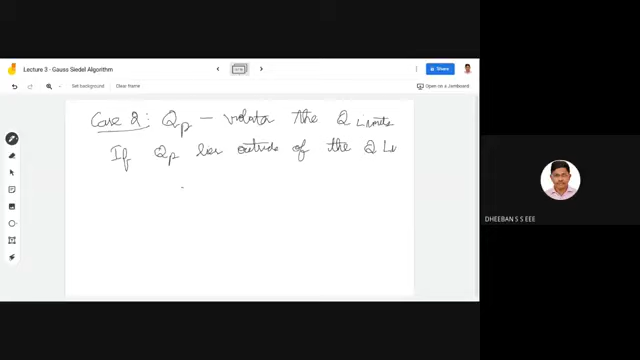 Lecture 3 - Gauss Siedel Algorithm
Share
Set background
Clear frame
Open on a Jamboard
Case 2: Qp - violates the Q Limits
If Qp lies outside of the Q Li
DHEEBAN S S EEE